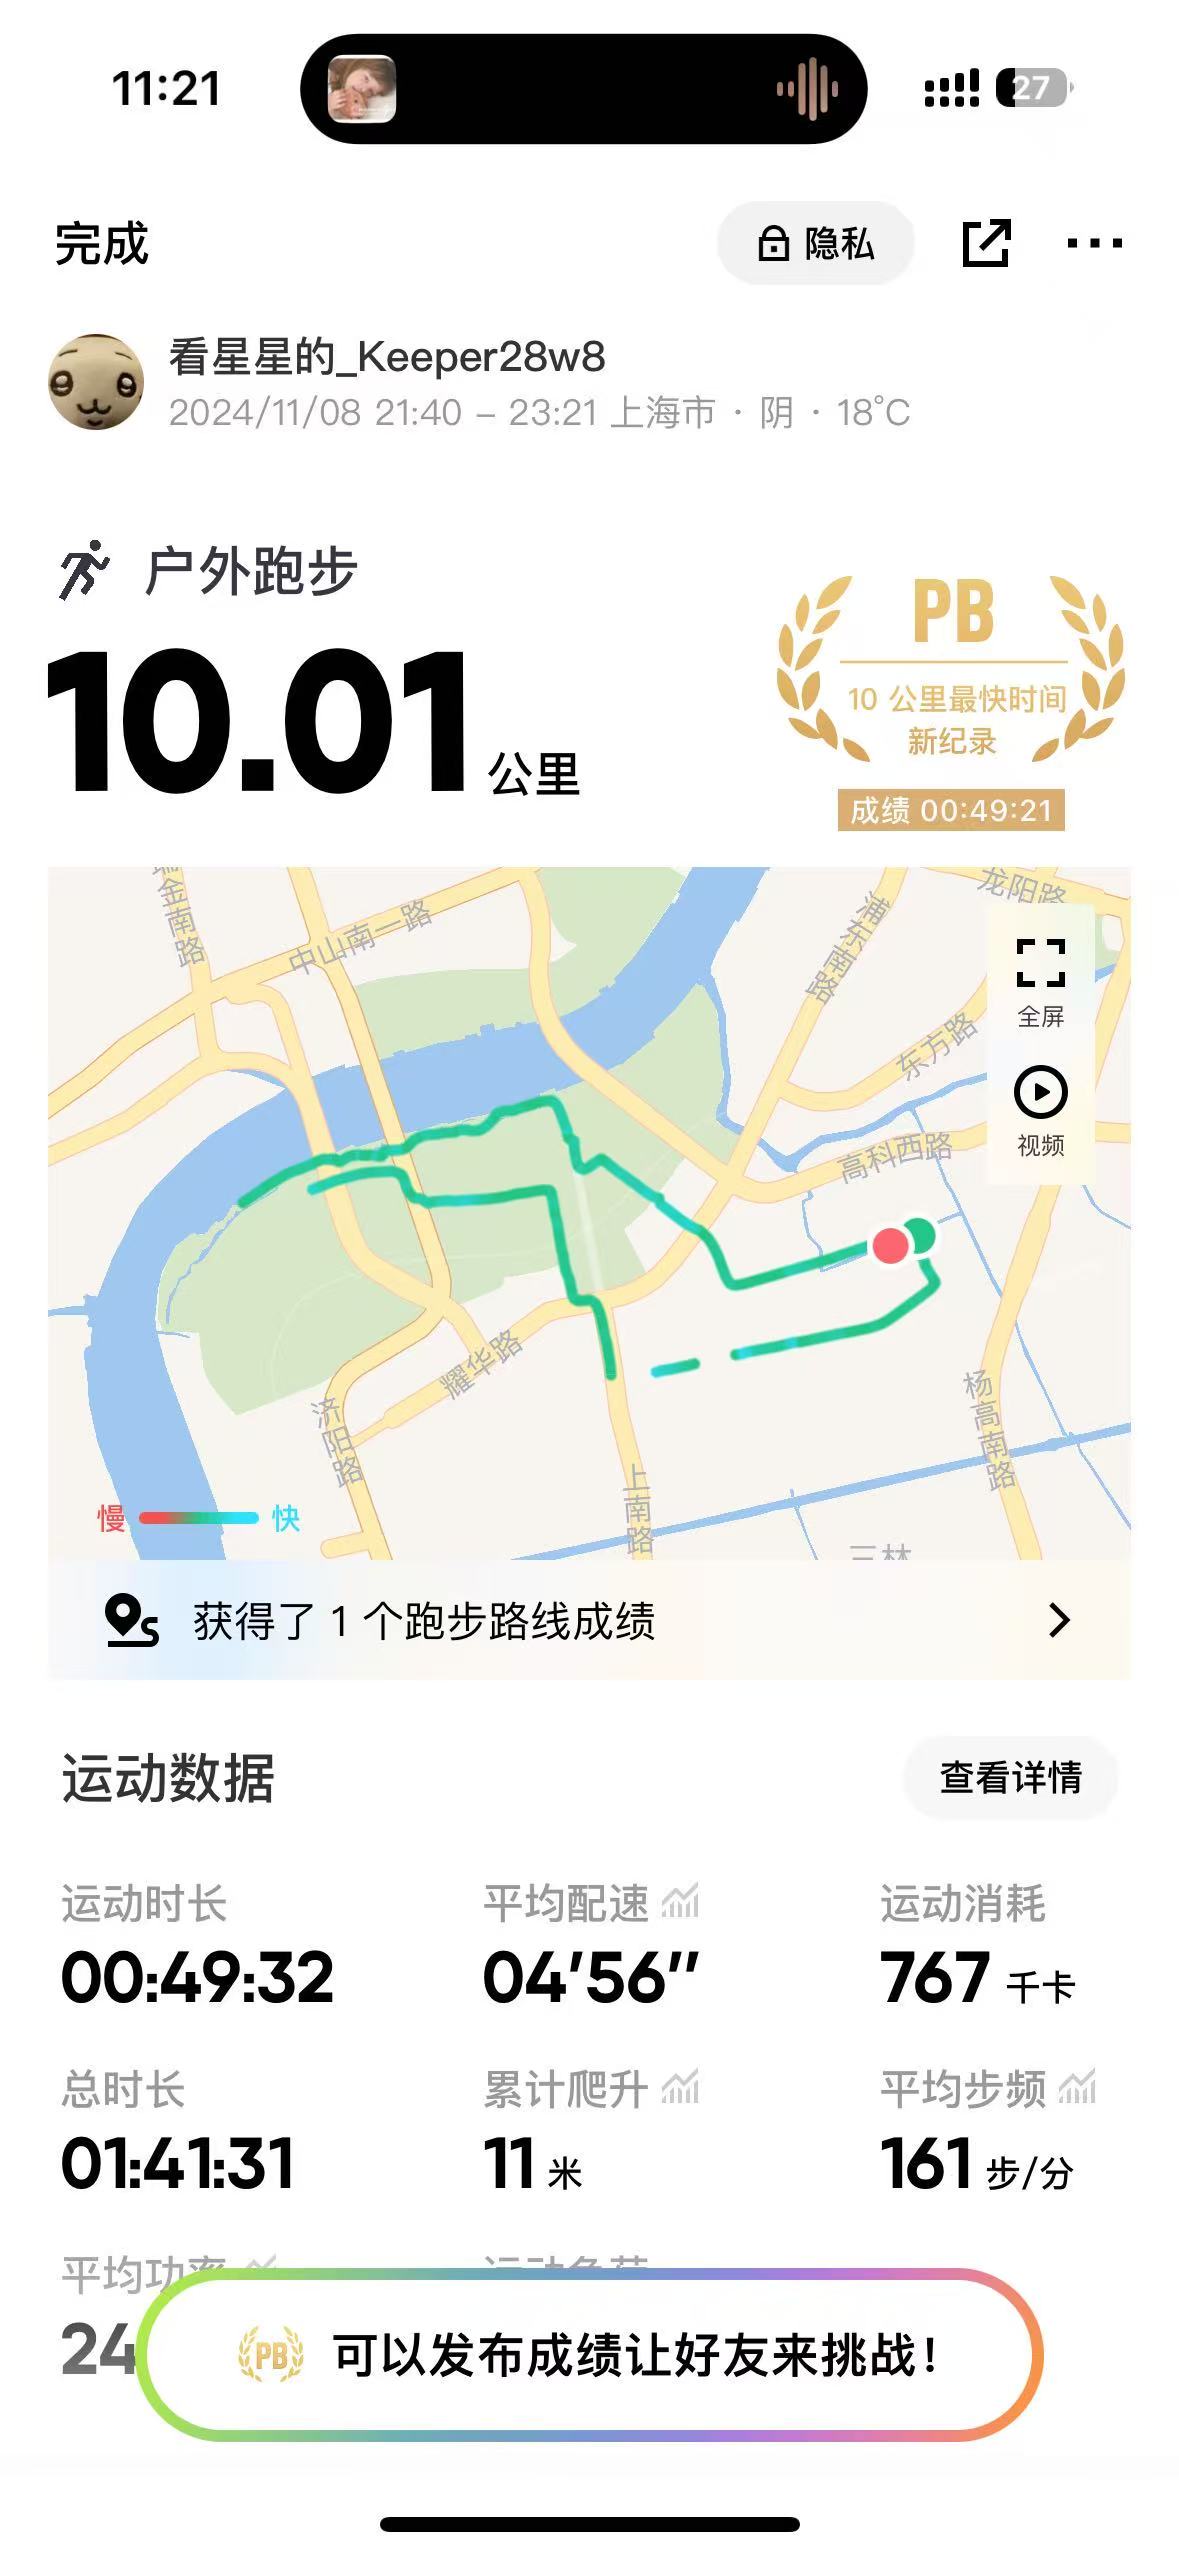 11:21
27
完成
隐私
看星星的_Keeper28w8
2024/11/08 21:40 – 23:21 上海市 · 阴 · 18°C
户外跑步
10.01 公里
PB
10 公里最快时间
新纪录
成绩 00:49:21
瑞金南路
中山南一路
浦东南路
龙阳路
全屏
东方路
视频
高科西路
耀华路
济阳路
杨高南路
上南路
三林
慢
快
获得了 1 个跑步路线成绩
运动数据
查看详情
运动时长
平均配速
运动消耗
00:49:32
04'56''
767 千卡
总时长
累计爬升
平均步频
01:41:31
11 米
161 步/分
平均功率
24
PB 可以发布成绩让好友来挑战!